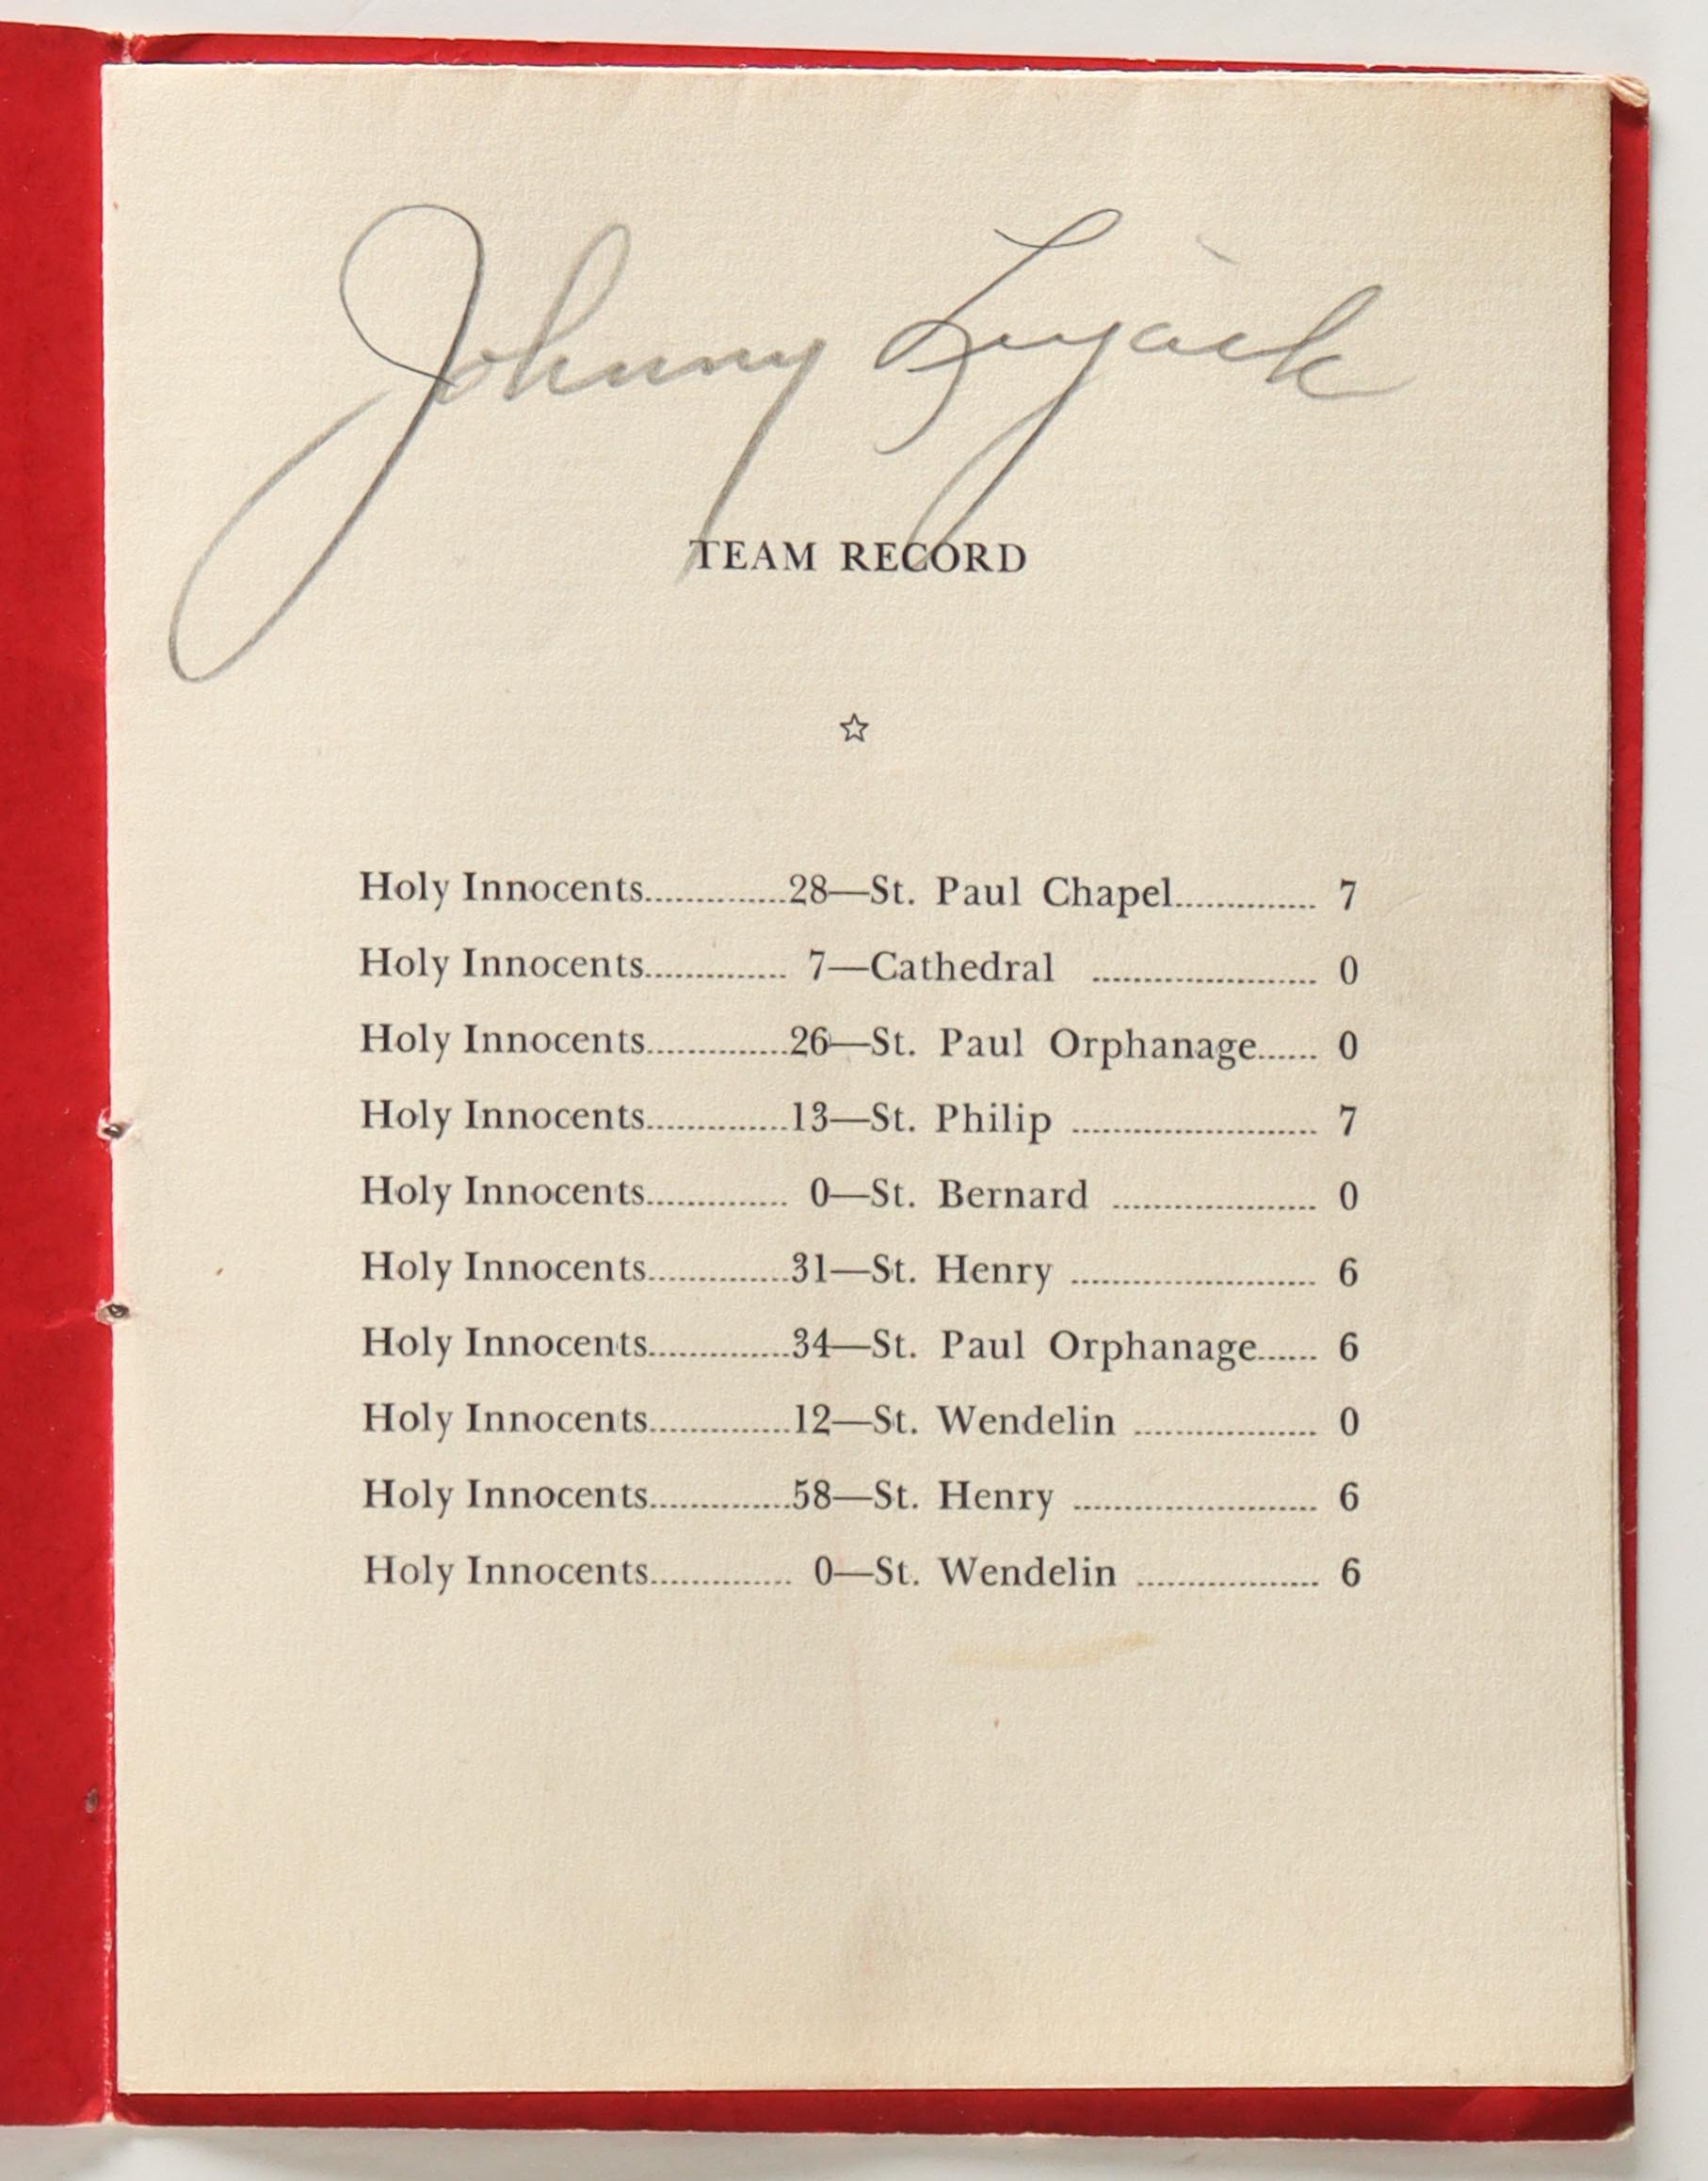 Johnny Lujack
TEAM RECORD
☆
Holy Innocents..............28—St. Paul Chapel.............. 7
Holy Innocents.............. 7—Cathedral ...................... 0
Holy Innocents..............26—St. Paul Orphanage...... 0
Holy Innocents..............13—St. Philip ........................ 7
Holy Innocents.............. 0—St. Bernard .................... 0
Holy Innocents..............31—St. Henry ........................ 6
Holy Innocents..............34—St. Paul Orphanage...... 6
Holy Innocents..............12—St. Wendelin .................. 0
Holy Innocents..............58—St. Henry ........................ 6
Holy Innocents.............. 0—St. Wendelin .................. 6